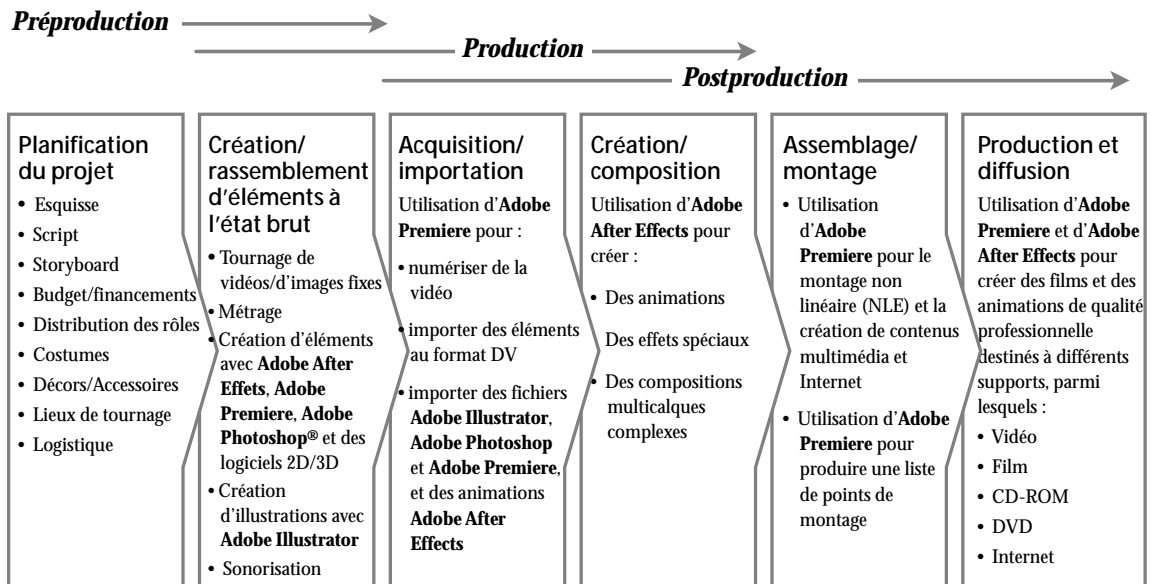 Préproduction
Production
Postproduction
Planification
du projet
• Esquisse
• Script
• Storyboard
• Budget/financements
• Distribution des rôles
• Costumes
• Décors/Accessoires
• Lieux de tournage
• Logistique
Création/
rassemblement
d'éléments à
l'état brut
• Tournage de
vidéos/d'images fixes
• Métrage
• Création d'éléments
avec Adobe After
Effets, Adobe
Premiere, Adobe
Photoshop® et des
logiciels 2D/3D
• Création
d'illustrations avec
Adobe Illustrator
• Sonorisation
Acquisition/
importation
Utilisation d'Adobe
Premiere pour :
• numériser de la
vidéo
• importer des éléments
au format DV
• importer des fichiers
Adobe Illustrator,
Adobe Photoshop
et Adobe Premiere,
et des animations
Adobe After
Effects
Création/
composition
Utilisation d'Adobe
After Effects pour
créer :
• Des animations
Des effets spéciaux
• Des compositions
multicalques
complexes
Assemblage/
montage
• Utilisation
d'Adobe
Premiere pour le
montage non
linéaire (NLE) et la
création de contenus
multimédia et
Internet
• Utilisation d'Adobe
Premiere pour
produire une liste
de points de
montage
Production et
diffusion
Utilisation d'Adobe
Premiere et d'Adobe
After Effects pour
créer des films et des
animations de qualité
professionnelle
destinés à différents
supports, parmi
lesquels :
• Vidéo
• Film
• CD-ROM
• DVD
• Internet